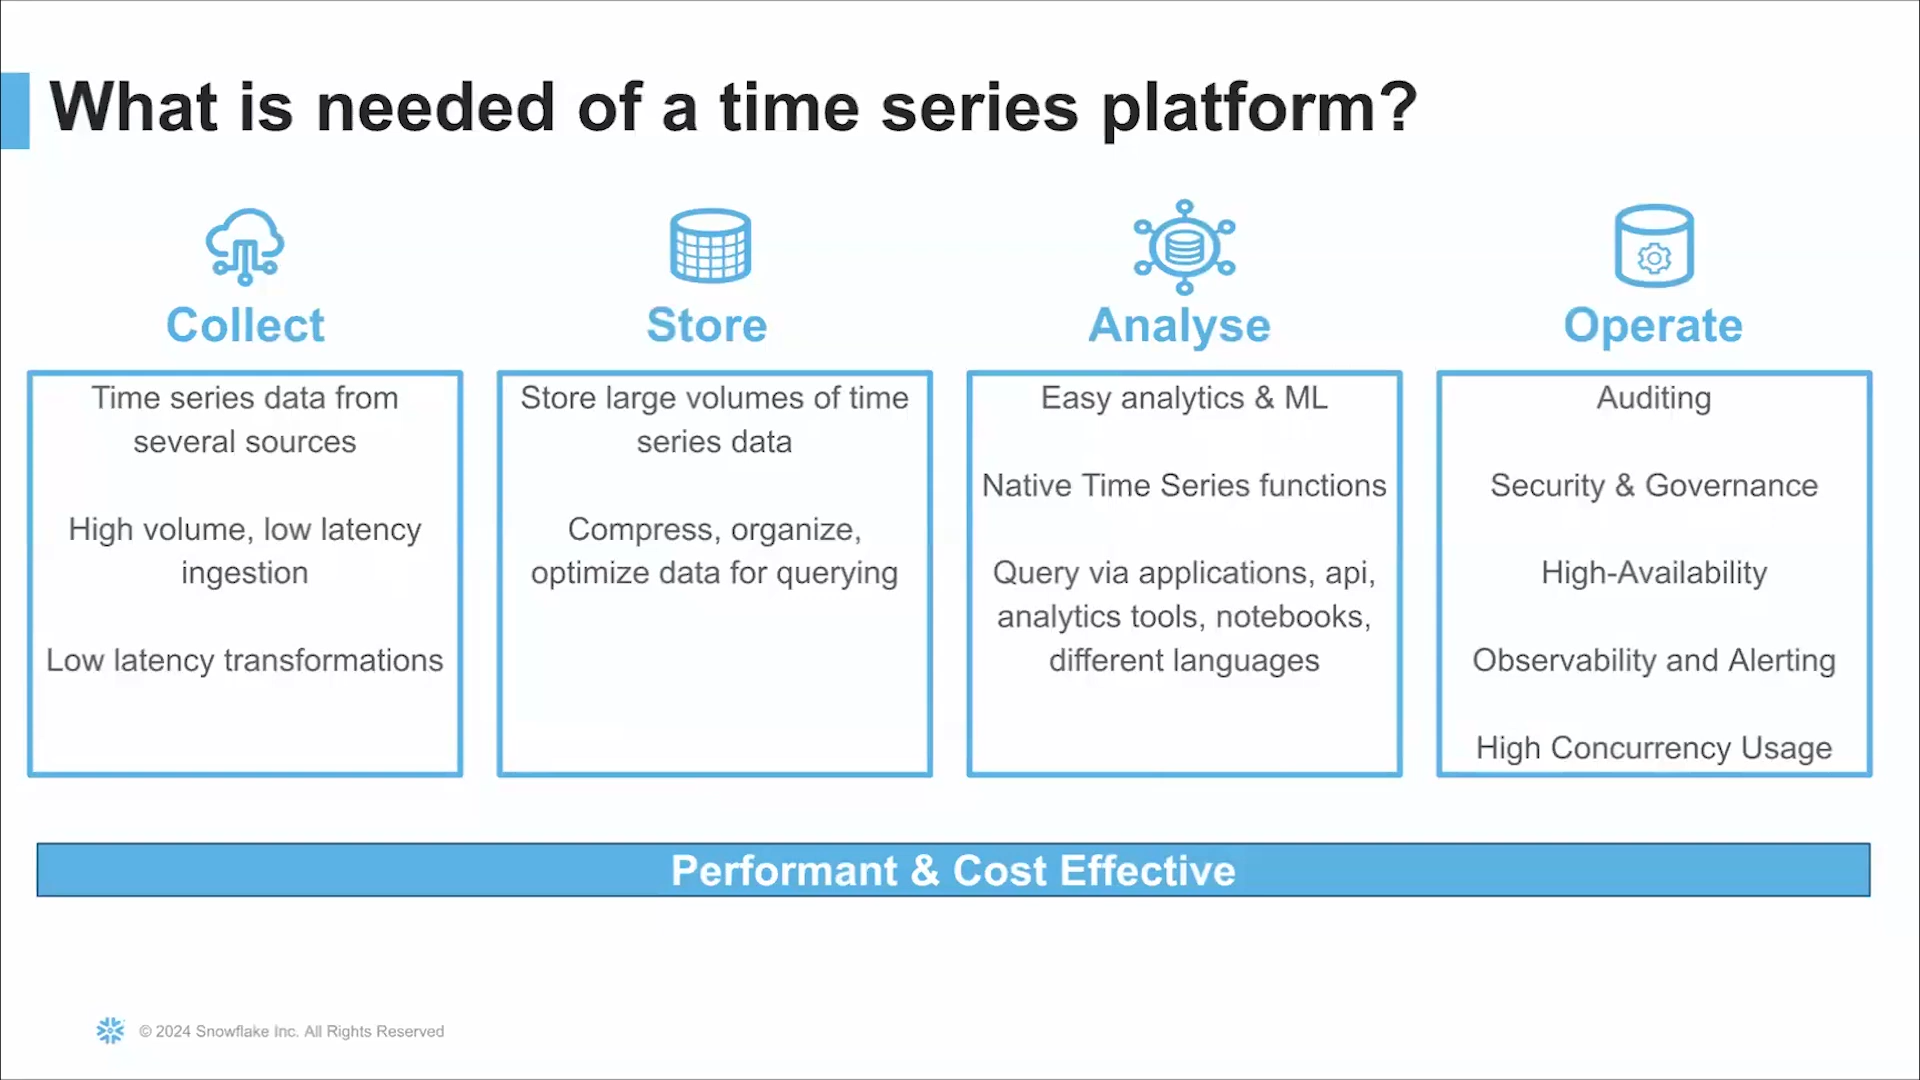 What is needed of a time series platform?
Collect
Time series data from
several sources
High volume, low latency
ingestion
Low latency transformations
Store
Store large volumes of time
series data
Compress, organize,
optimize data for querying
Analyse
Easy analytics & ML
Native Time Series functions
Query via applications, api,
analytics tools, notebooks,
different languages
Operate
Auditing
Security & Governance
High-Availability
Observability and Alerting
High Concurrency Usage
Performant & Cost Effective
© 2024 Snowflake Inc. All Rights Reserved